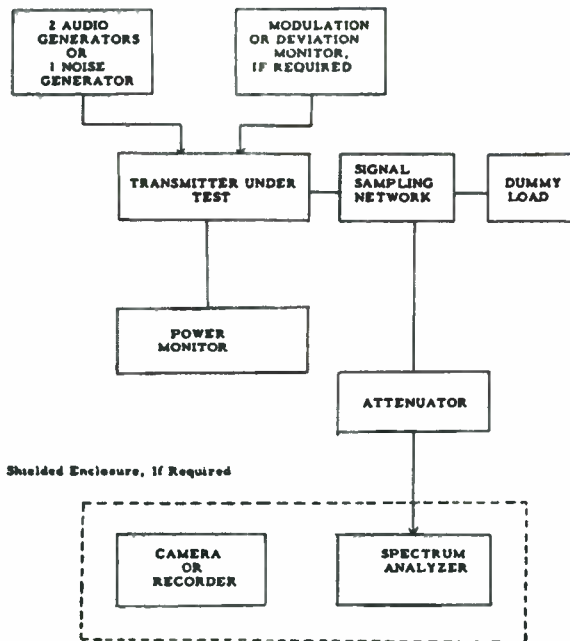 2 AUDIO
GENERATORS
OR
1 NOISE
GENERATOR
MODULATION
OR DEVIATION
MONITOR,
IF REQUIRED
TRANSMITTER UNDER
TEST
SIGNAL
SAMPLING
NETWORK
DUMMY
LOAD
POWER
MONITOR
ATTENUATOR
Shielded Enclosure, If Required
CAMERA
OR
RECORDER
SPECTRUM
ANALYZER